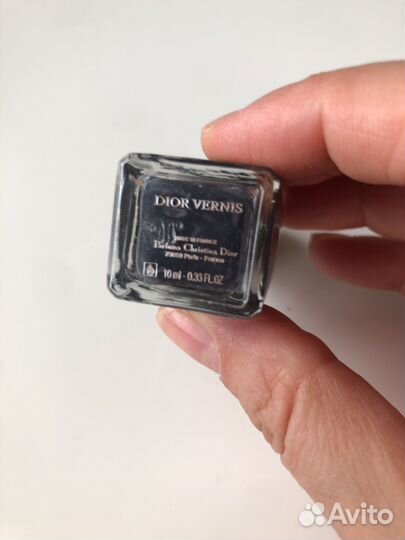 DIOR VERNIS
MADE IN FRANCE
Parfums Christian Dior
75008 Paris - France
10 ml - 0.33 FL.OZ
Avito